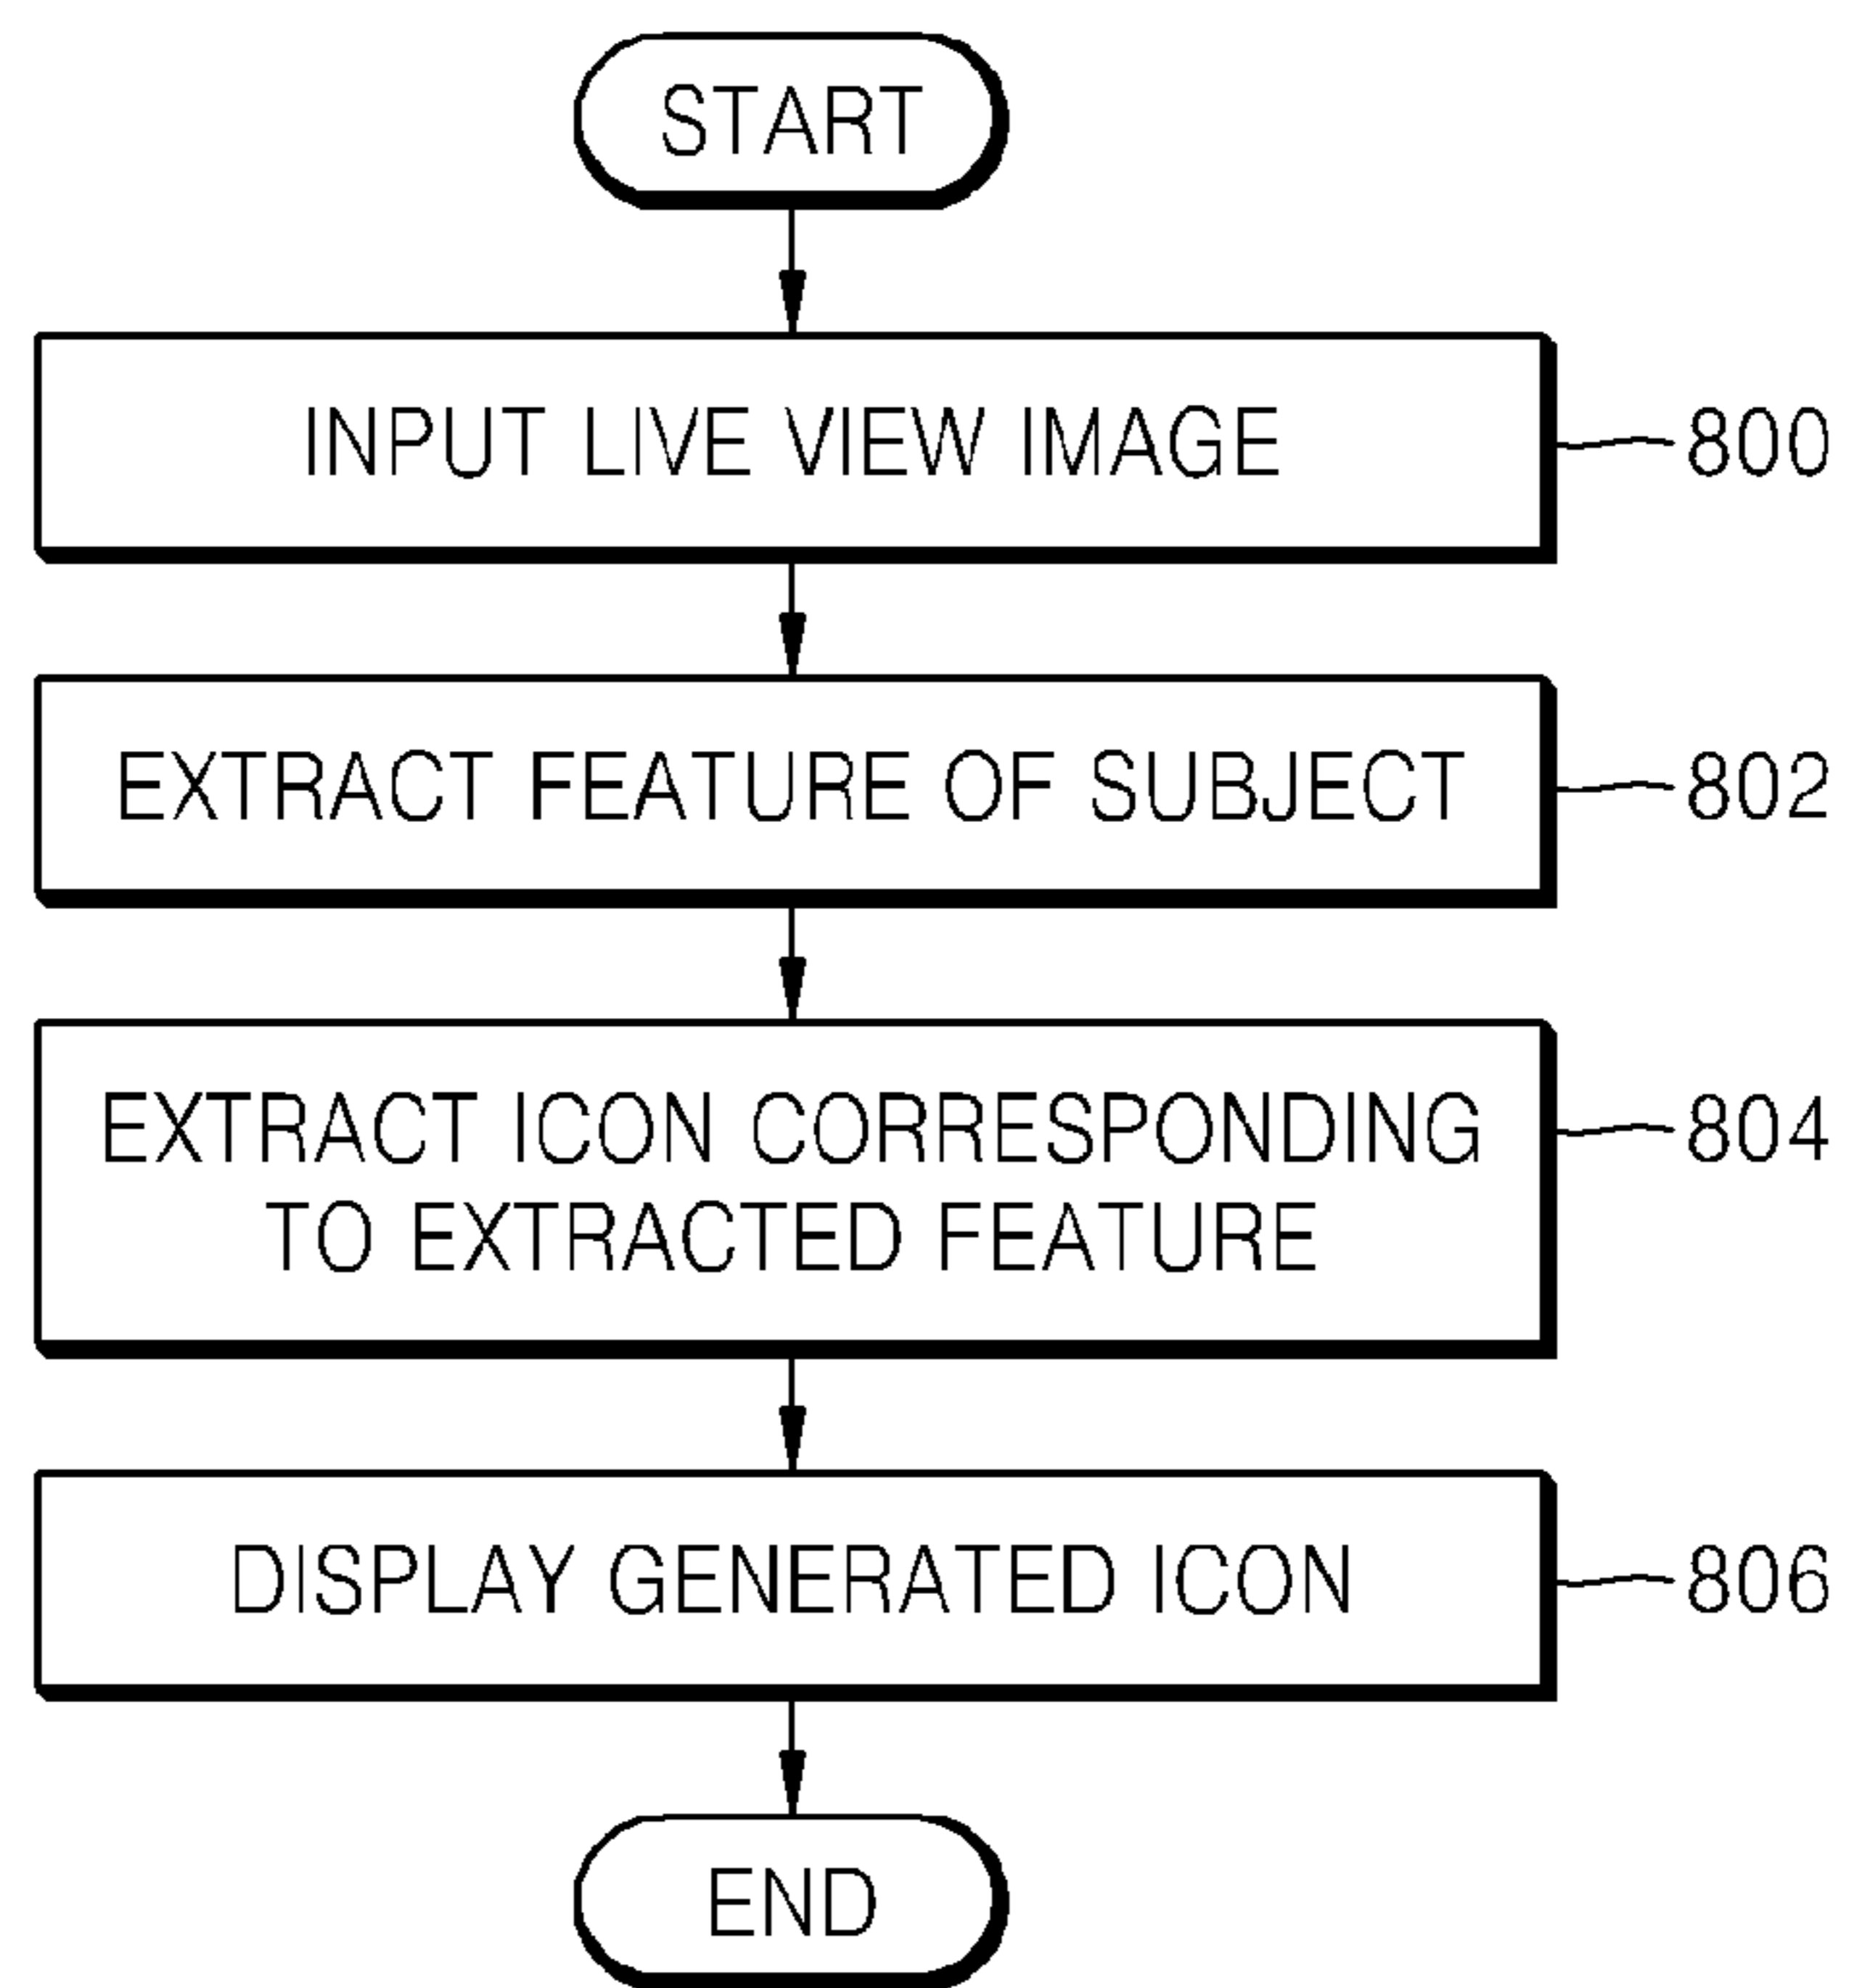 START
INPUT LIVE VIEW IMAGE
800
EXTRACT FEATURE OF SUBJECT
802
EXTRACT ICON CORRESPONDING
804
TO EXTRACTED FEATURE
DISPLAY GENERATED ICON
806
END